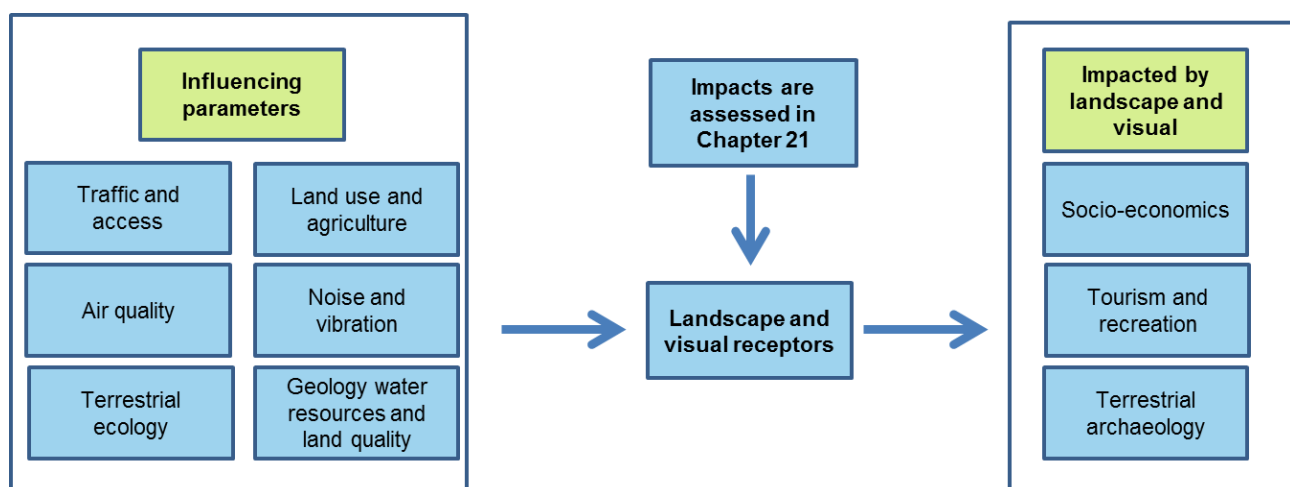 Influencing
parameters
Traffic and
access
Land use and
agriculture
Air quality
Noise and
vibration
Terrestrial
ecology
Geology water
resources and
land quality
Impacts are
assessed in
Chapter 21
Landscape and
visual receptors
Impacted by
landscape and
visual
Socio-economics
Tourism and
recreation
Terrestrial
archaeology